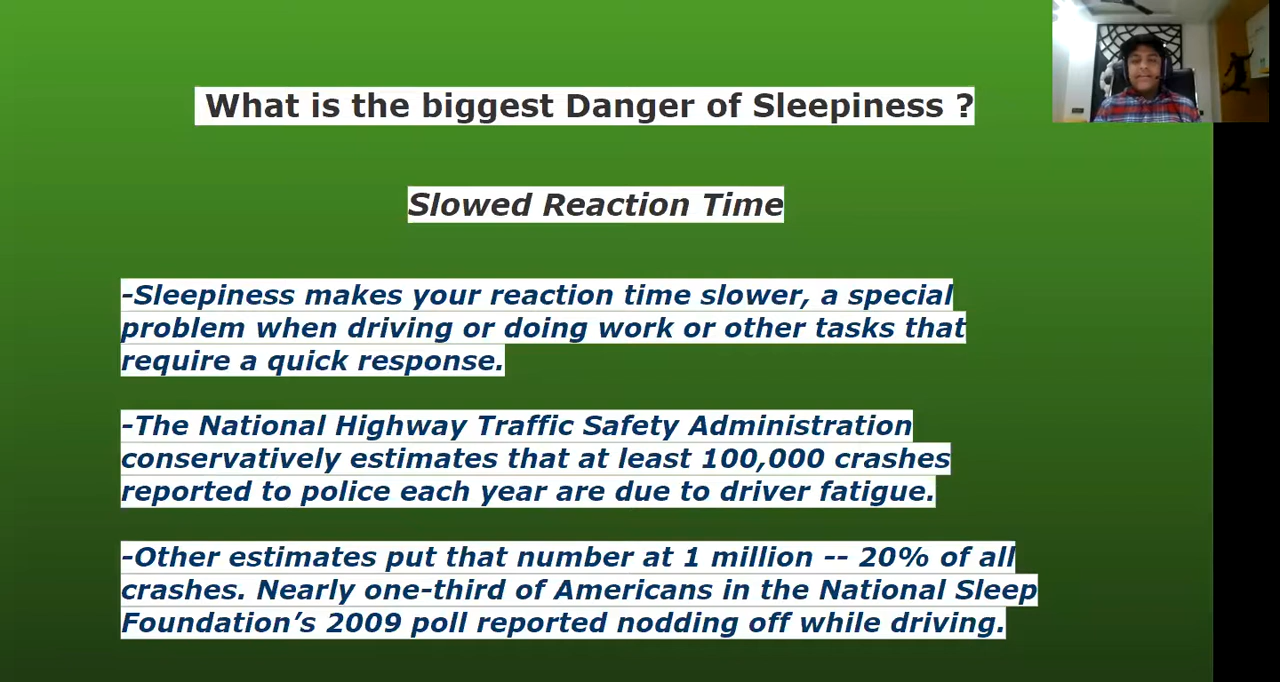 What is the biggest Danger of Sleepiness ?
Slowed Reaction Time
-Sleepiness makes your reaction time slower, a special
problem when driving or doing work or other tasks that
require a quick response.
-The National Highway Traffic Safety Administration
conservatively estimates that at least 100,000 crashes
reported to police each year are due to driver fatigue.
-Other estimates put that number at 1 million -- 20% of all
crashes. Nearly one-third of Americans in the National Sleep
Foundation’s 2009 poll reported nodding off while driving.